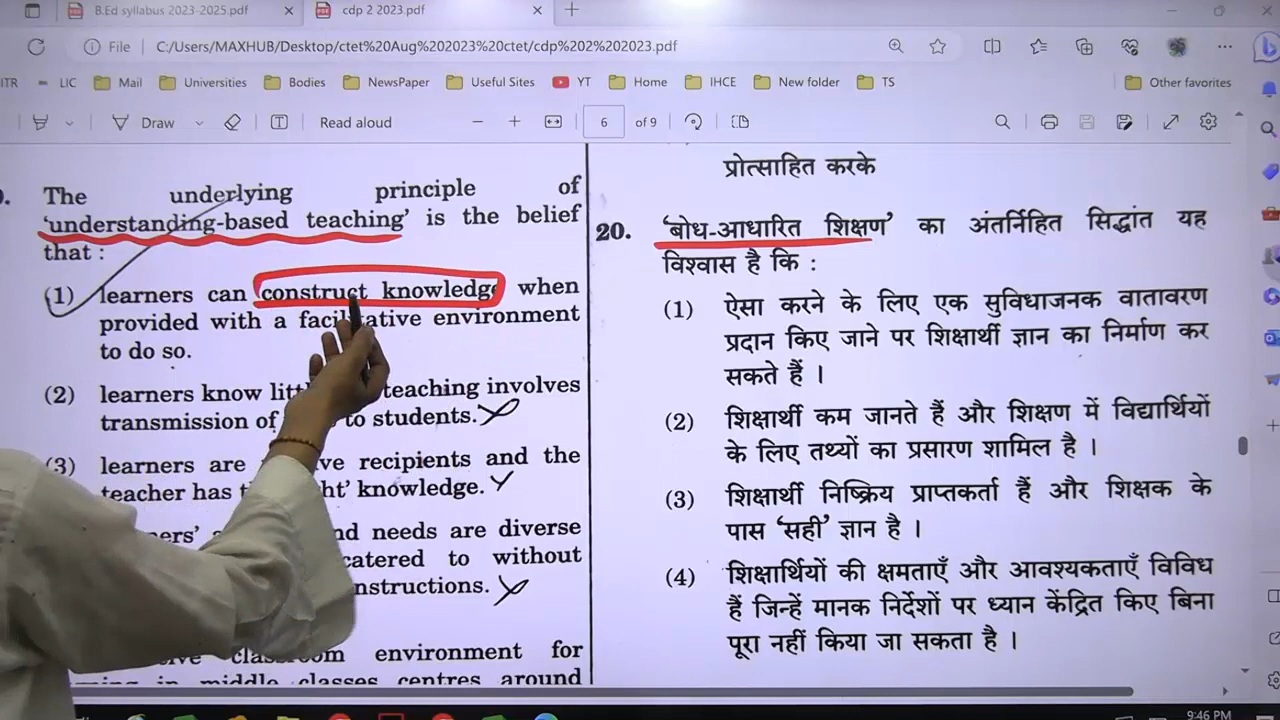 B.Ed syllabus 2023-2025.pdf
cdp 2 2023.pdf
File C:/Users/MAXHUB/Desktop/ctet%20Aug%202023%20ctet/cdp%202%202023.pdf
ITR LIC Mail Universities Bodies NewsPaper Useful Sites YT Home IHCE New folder TS Other favorites
Draw Read aloud 6 of 9
The underlying principle of
'understanding-based teaching' is the belief
that :
(1) learners can construct knowledge when
provided with a facilitative environment
to do so.
(2) learners know teaching involves
transmission of to students.
(3) learners are recipients and the
teacher has knowledge.
needs are diverse
catered to without
classroom environment for
in middle classes centres around
प्रोत्साहित करके
20. 'बोध-आधारित शिक्षण' का अंतर्निहित सिद्धांत यह
विश्वास है कि :
(1) ऐसा करने के लिए एक सुविधाजनक वातावरण
प्रदान किए जाने पर शिक्षार्थी ज्ञान का निर्माण कर
सकते हैं ।
(2) शिक्षार्थी कम जानते हैं और शिक्षण में विद्यार्थियों
के लिए तथ्यों का प्रसारण शामिल है ।
(3) शिक्षार्थी निष्क्रिय प्राप्तकर्ता हैं और शिक्षक के
पास 'सही' ज्ञान है ।
(4) शिक्षार्थियों की क्षमताएँ और आवश्यकताएँ विविध
हैं जिन्हें मानक निर्देशों पर ध्यान केंद्रित किए बिना
पूरा नहीं किया जा सकता है ।
9:46 PM